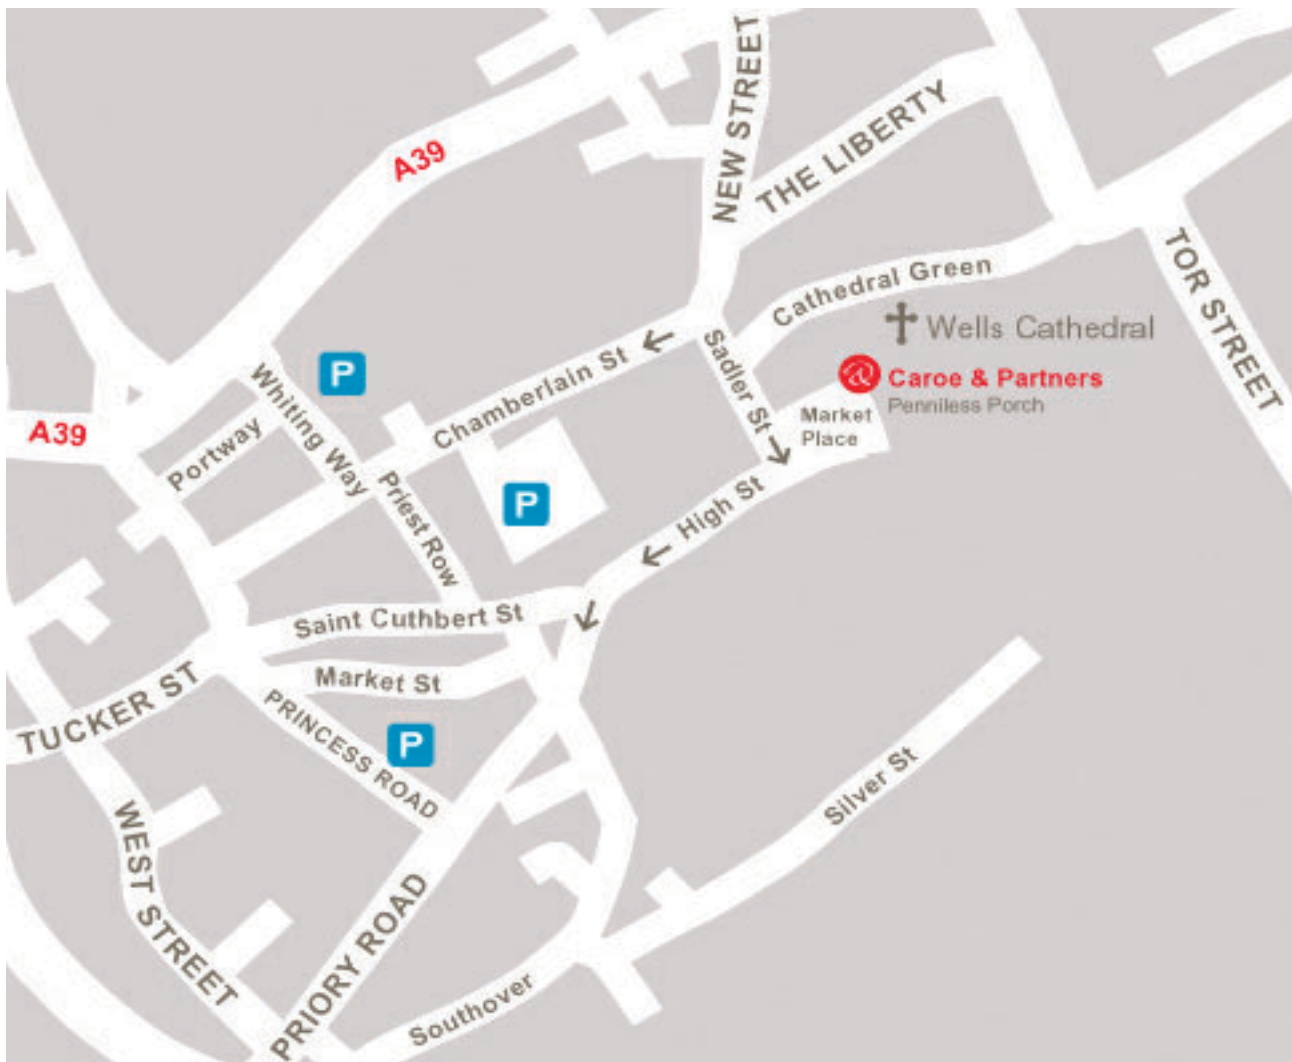 A39
NEW STREET
THE LIBERTY
Cathedral Green
TOR STREET
Wells Cathedral
Caroe & Partners
Penniless Porch
Market
Place
Sadler St
Chamberlain St
P
Whiting Way
A39
Portway
P
Priest Row
High St
Saint Cuthbert St
Market St
TUCKER ST
PRINCESS ROAD
P
Silver St
WEST STREET
PRIORY ROAD
Southover